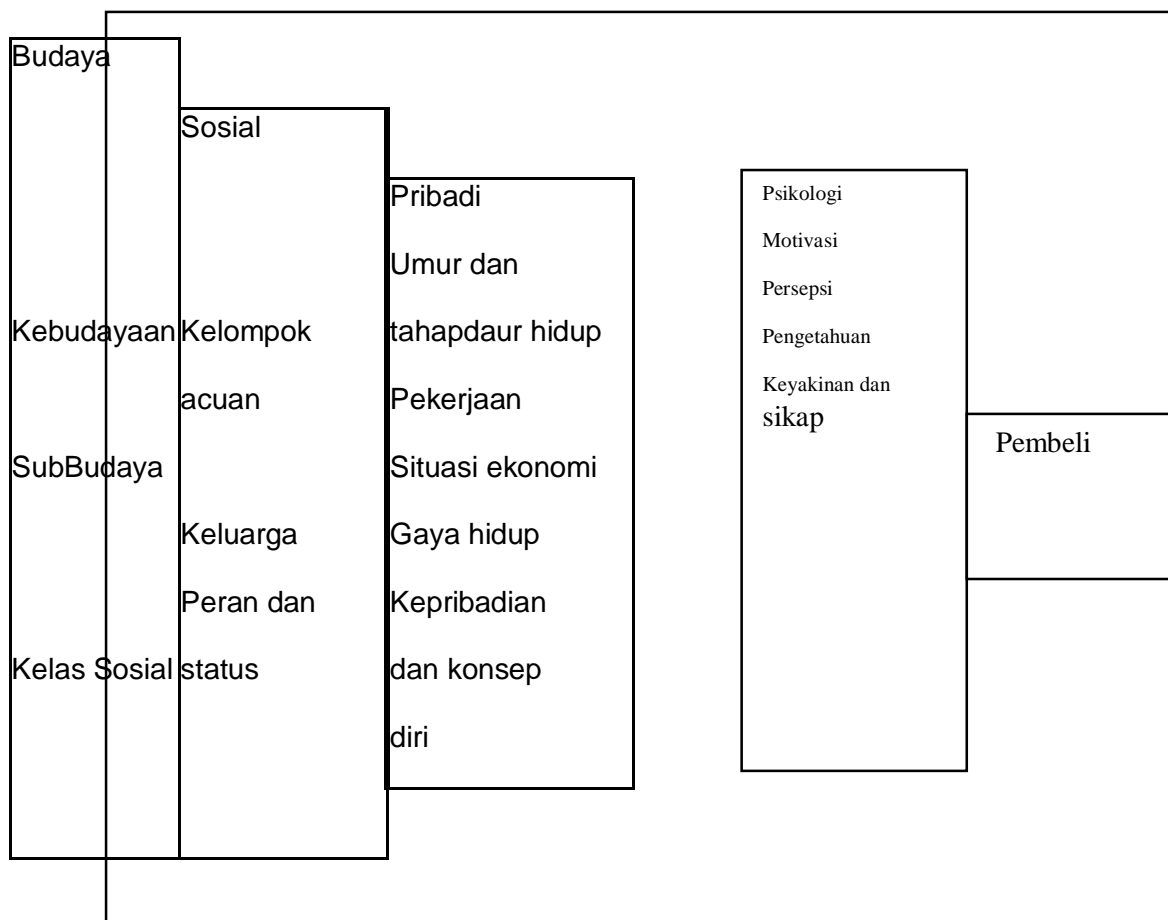 Budaya
Kebudayaan
SubBudaya
Kelas Sosial
Sosial
Kelompok
acuan
Keluarga
Peran dan
status
Pribadi
Umur dan
tahapdaur hidup
Pekerjaan
Situasi ekonomi
Gaya hidup
Kepribadian
dan konsep
diri
Psikologi
Motivasi
Persepsi
Pengetahuan
Keyakinan dan
sikap
Pembeli